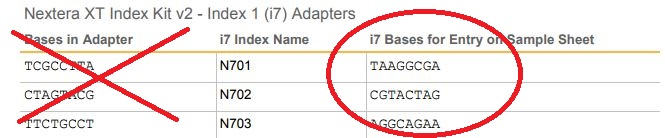 Nextera XT Index Kit v2 - Index 1 (i7) Adapters
Bases in Adapter i7 Index Name i7 Bases for Entry on Sample Sheet
TCGCCTTA N701 TAAGGCGA
CTAGTACG N702 CGTACTAG
TTCTGCCT N703 AGGCAGAA